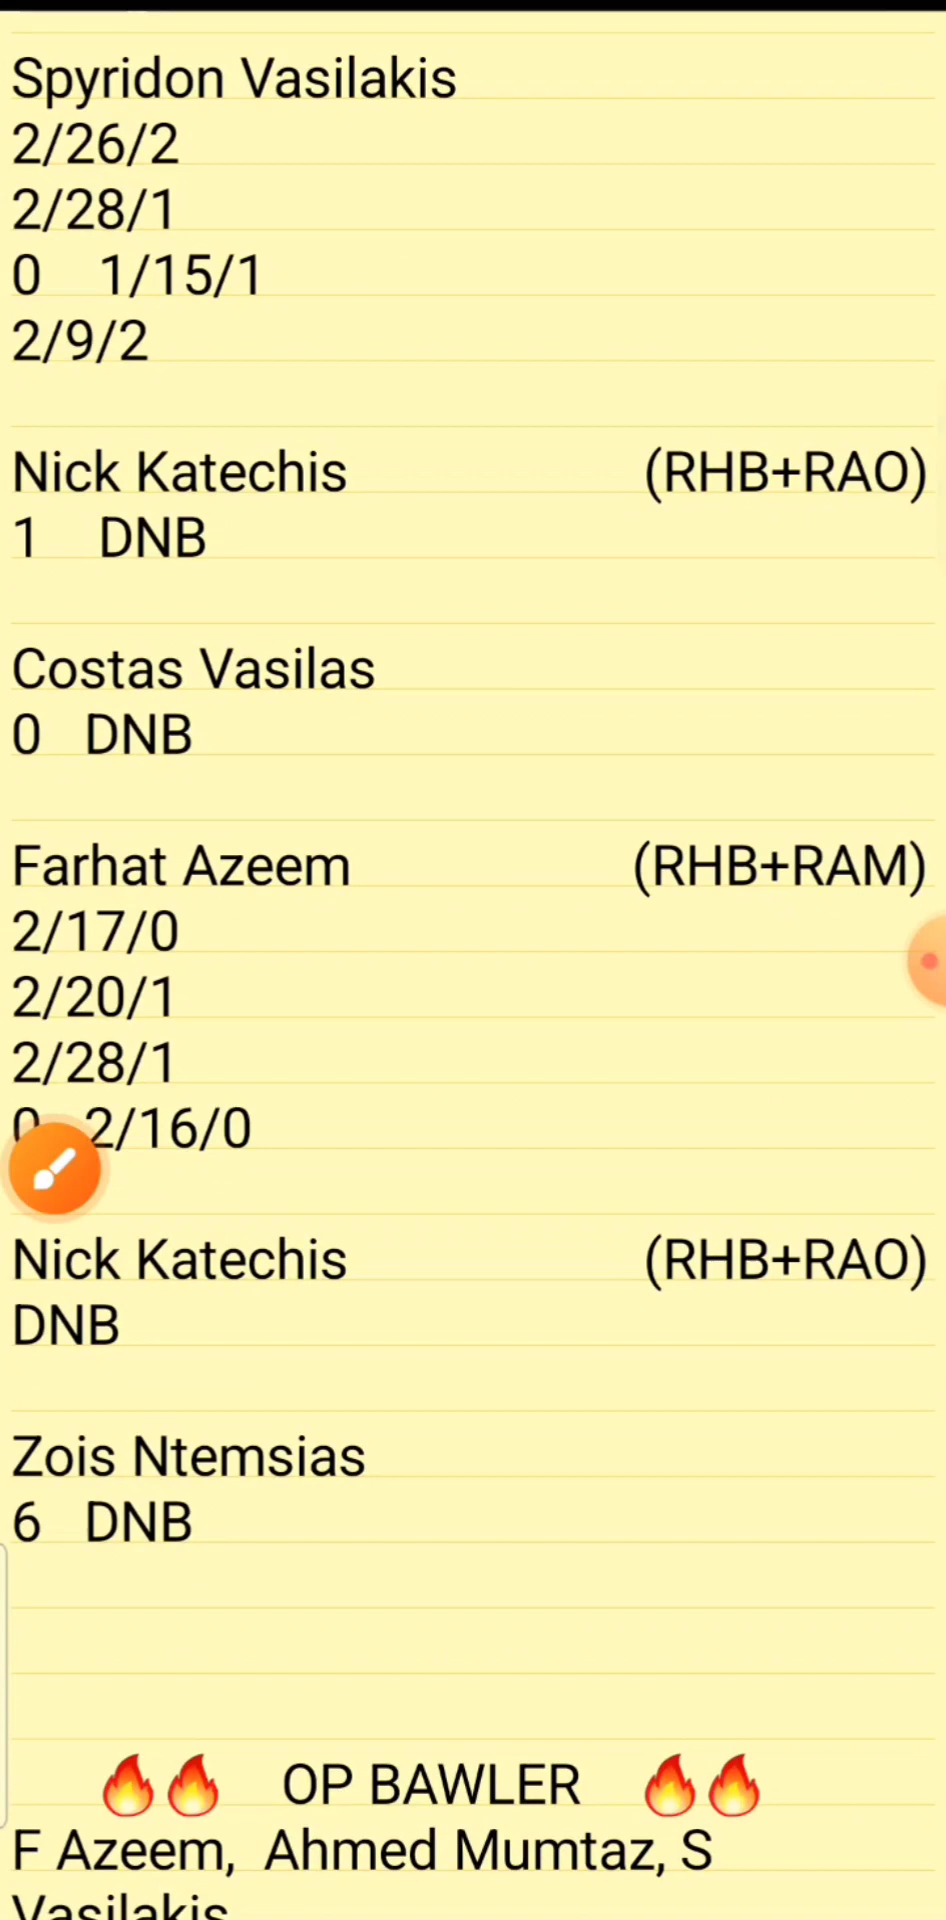 Spyridon Vasilakis
2/26/2
2/28/1
0 1/15/1
2/9/2
Nick Katechis (RHB+RAO)
1 DNB
Costas Vasilas
0 DNB
Farhat Azeem (RHB+RAM)
2/17/0
2/20/1
2/28/1
0 2/16/0
Nick Katechis (RHB+RAO)
DNB
Zois Ntemsias
6 DNB
🔥🔥 OP BAWLER 🔥🔥
F Azeem, Ahmed Mumtaz, S
Vasilakis